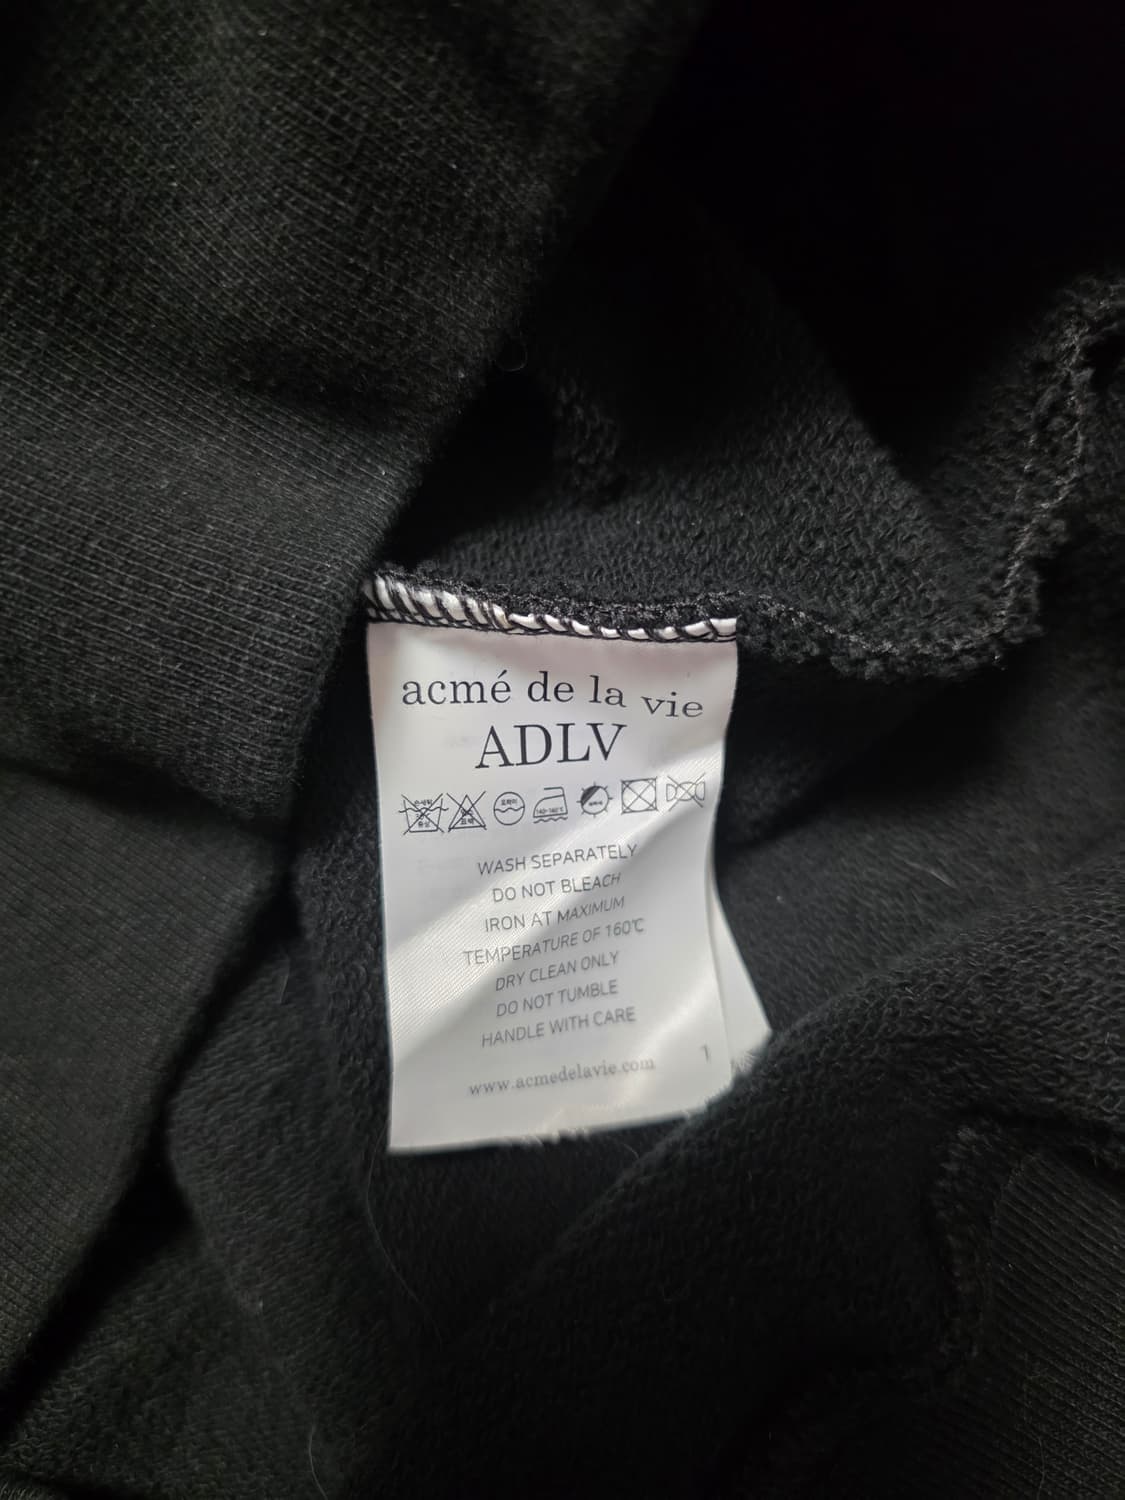 acmé de la vie
ADLV
WASH SEPARATELY
DO NOT BLEACH
IRON AT MAXIMUM
TEMPERATURE OF 160℃
DRY CLEAN ONLY
DO NOT TUMBLE
HANDLE WITH CARE
www.acmedelavie.com
1